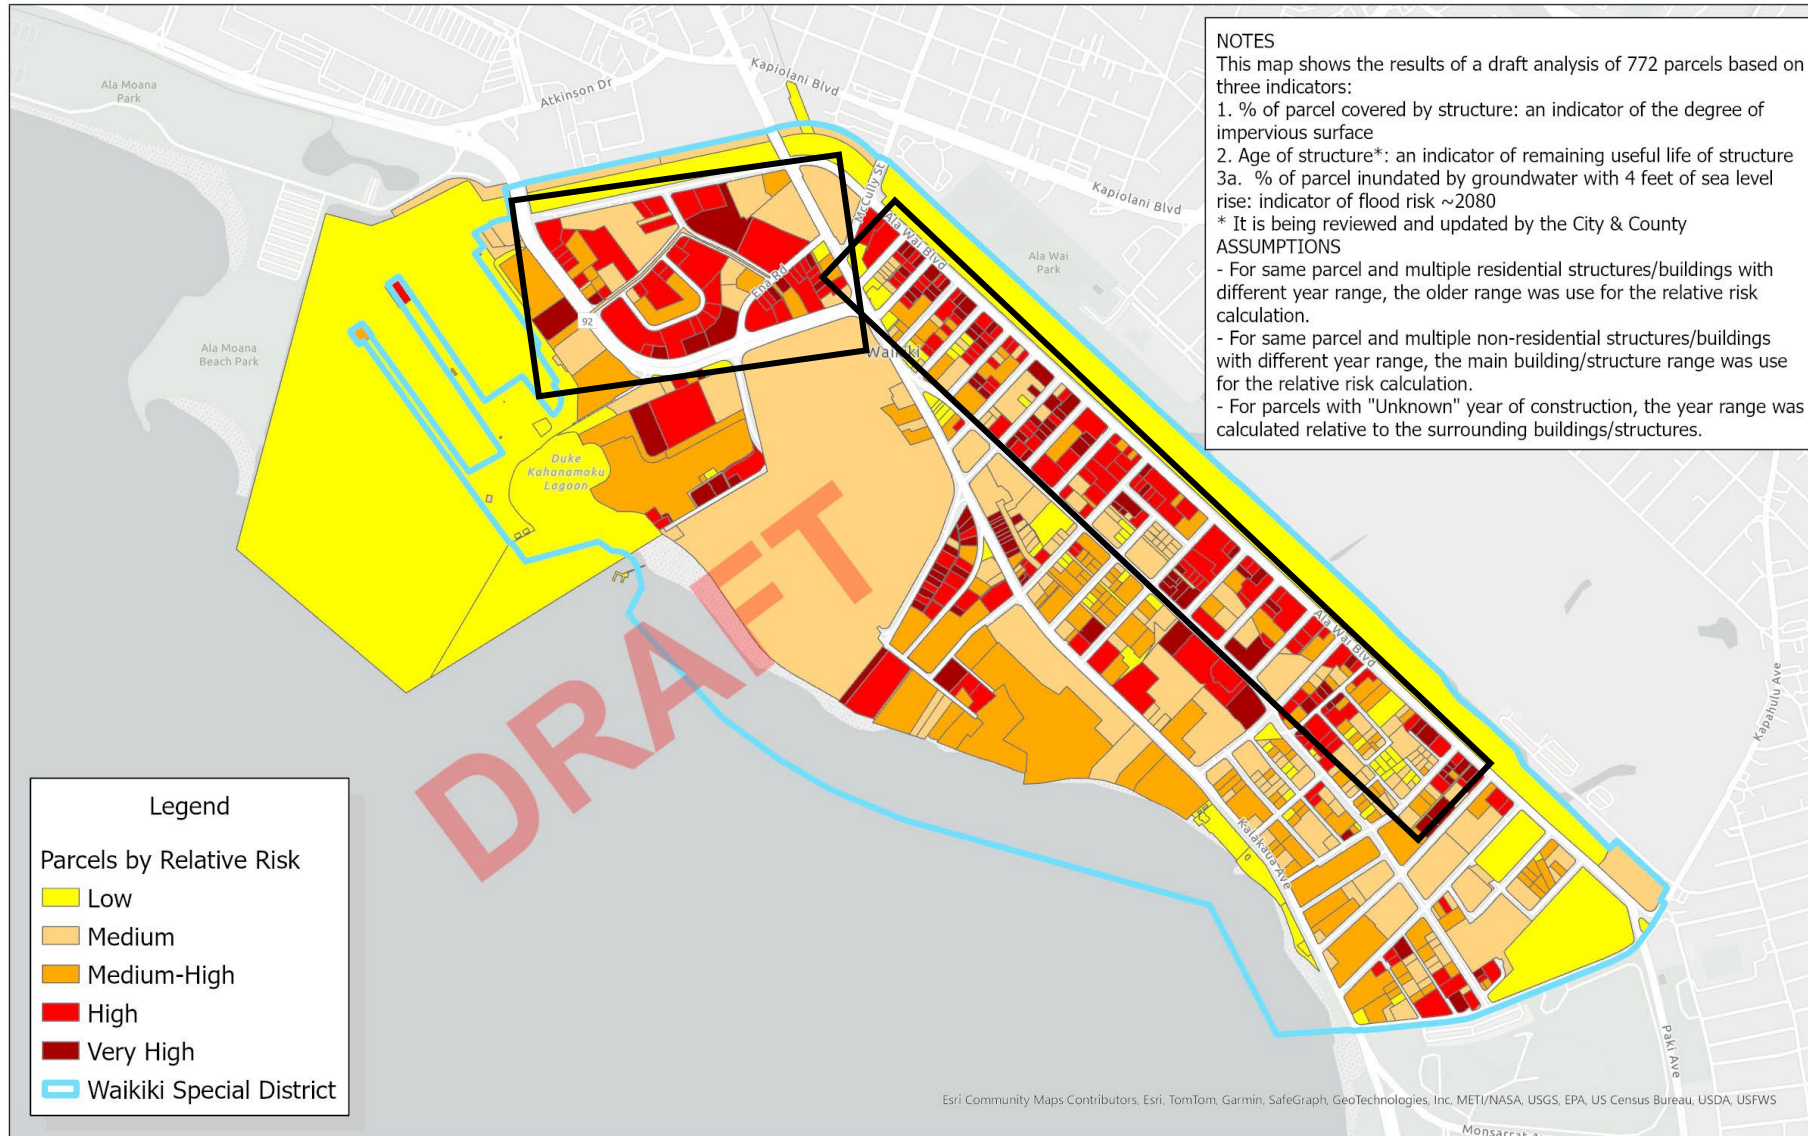 NOTES
This map shows the results of a draft analysis of 772 parcels based on
three indicators:
1. % of parcel covered by structure: an indicator of the degree of
impervious surface
2. Age of structure*: an indicator of remaining useful life of structure
3a.  % of parcel inundated by groundwater with 4 feet of sea level
rise: indicator of flood risk ~2080
* It is being reviewed and updated by the City & County
ASSUMPTIONS
- For same parcel and multiple residential structures/buildings with
different year range, the older range was use for the relative risk
calculation.
- For same parcel and multiple non-residential structures/buildings
with different year range, the main building/structure range was use
for the relative risk calculation.
- For parcels with "Unknown" year of construction, the year range was
calculated relative to the surrounding buildings/structures.
Ala Moana
Park
Atkinson Dr
Kapiolani Blvd
McCully St
Kapiolani Blvd
Ala Wai Blvd
Ala Wai
Park
Ena Rd
92
Waikiki
Ala Moana
Beach Park
Duke
Kahanamoku
Lagoon
DRAFT
Ala Wai Blvd
Kapahulu Ave
Kalakaua Ave
Paki Ave
Monsarrat A
Legend
Parcels by Relative Risk
Low
Medium
Medium-High
High
Very High
Waikiki Special District
Esri Community Maps Contributors, Esri, TomTom, Garmin, SafeGraph, GeoTechnologies, Inc, METI/NASA, USGS, EPA, US Census Bureau, USDA, USFWS